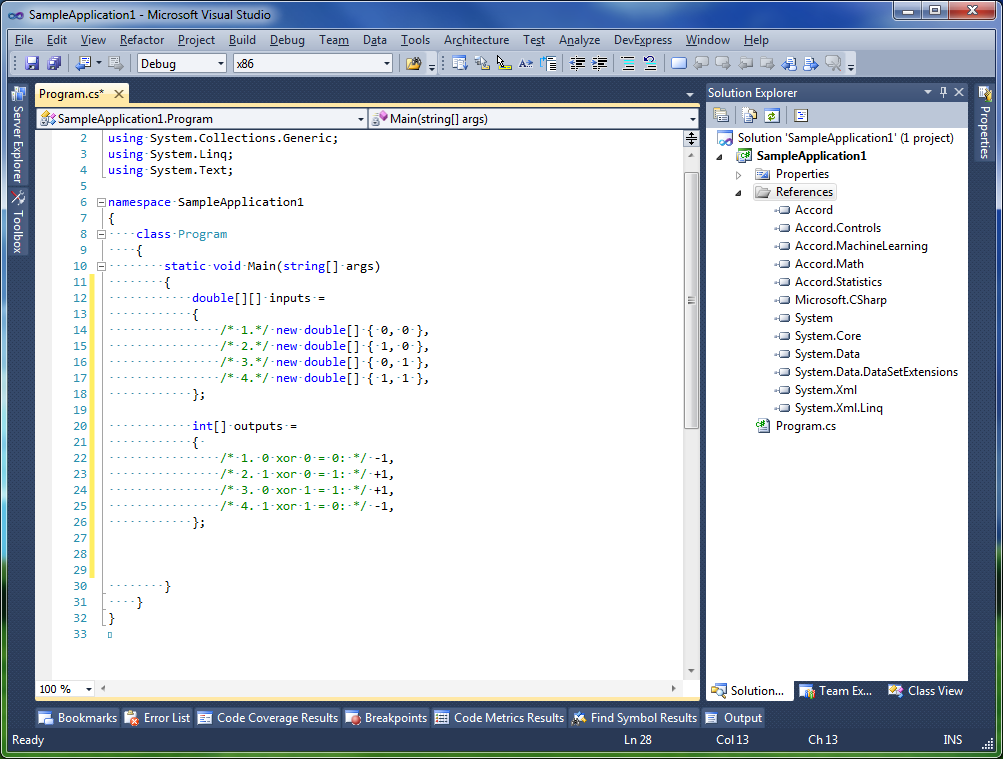 SampleApplication1 - Microsoft Visual Studio
File Edit View Refactor Project Build Debug Team Data Tools Architecture Test Analyze DevExpress Window Help
Debug x86
Server Explorer
Toolbox
Program.cs*
SampleApplication1.Program Main(string[] args)
2 using System.Collections.Generic;
3 using System.Linq;
4 using System.Text;
5
6 namespace SampleApplication1
7 {
8 class Program
9 {
10 static void Main(string[] args)
11 {
12 double[][] inputs =
13 {
14 /* 1.*/ new double[] { 0, 0 },
15 /* 2.*/ new double[] { 1, 0 },
16 /* 3.*/ new double[] { 0, 1 },
17 /* 4.*/ new double[] { 1, 1 },
18 };
19
20 int[] outputs =
21 {
22 /* 1. 0 xor 0 = 0: */ -1,
23 /* 2. 1 xor 0 = 1: */ +1,
24 /* 3. 0 xor 1 = 1: */ +1,
25 /* 4. 1 xor 1 = 0: */ -1,
26 };
27
28
29
30 }
31 }
32 }
33
100 %
Solution Explorer
Solution 'SampleApplication1' (1 project)
SampleApplication1
Properties
References
Accord
Accord.Controls
Accord.MachineLearning
Accord.Math
Accord.Statistics
Microsoft.CSharp
System
System.Core
System.Data
System.Data.DataSetExtensions
System.Xml
System.Xml.Linq
Program.cs
Solution... Team Ex... Class View
Properties
Bookmarks Error List Code Coverage Results Breakpoints Code Metrics Results Find Symbol Results Output
Ready Ln 28 Col 13 Ch 13 INS